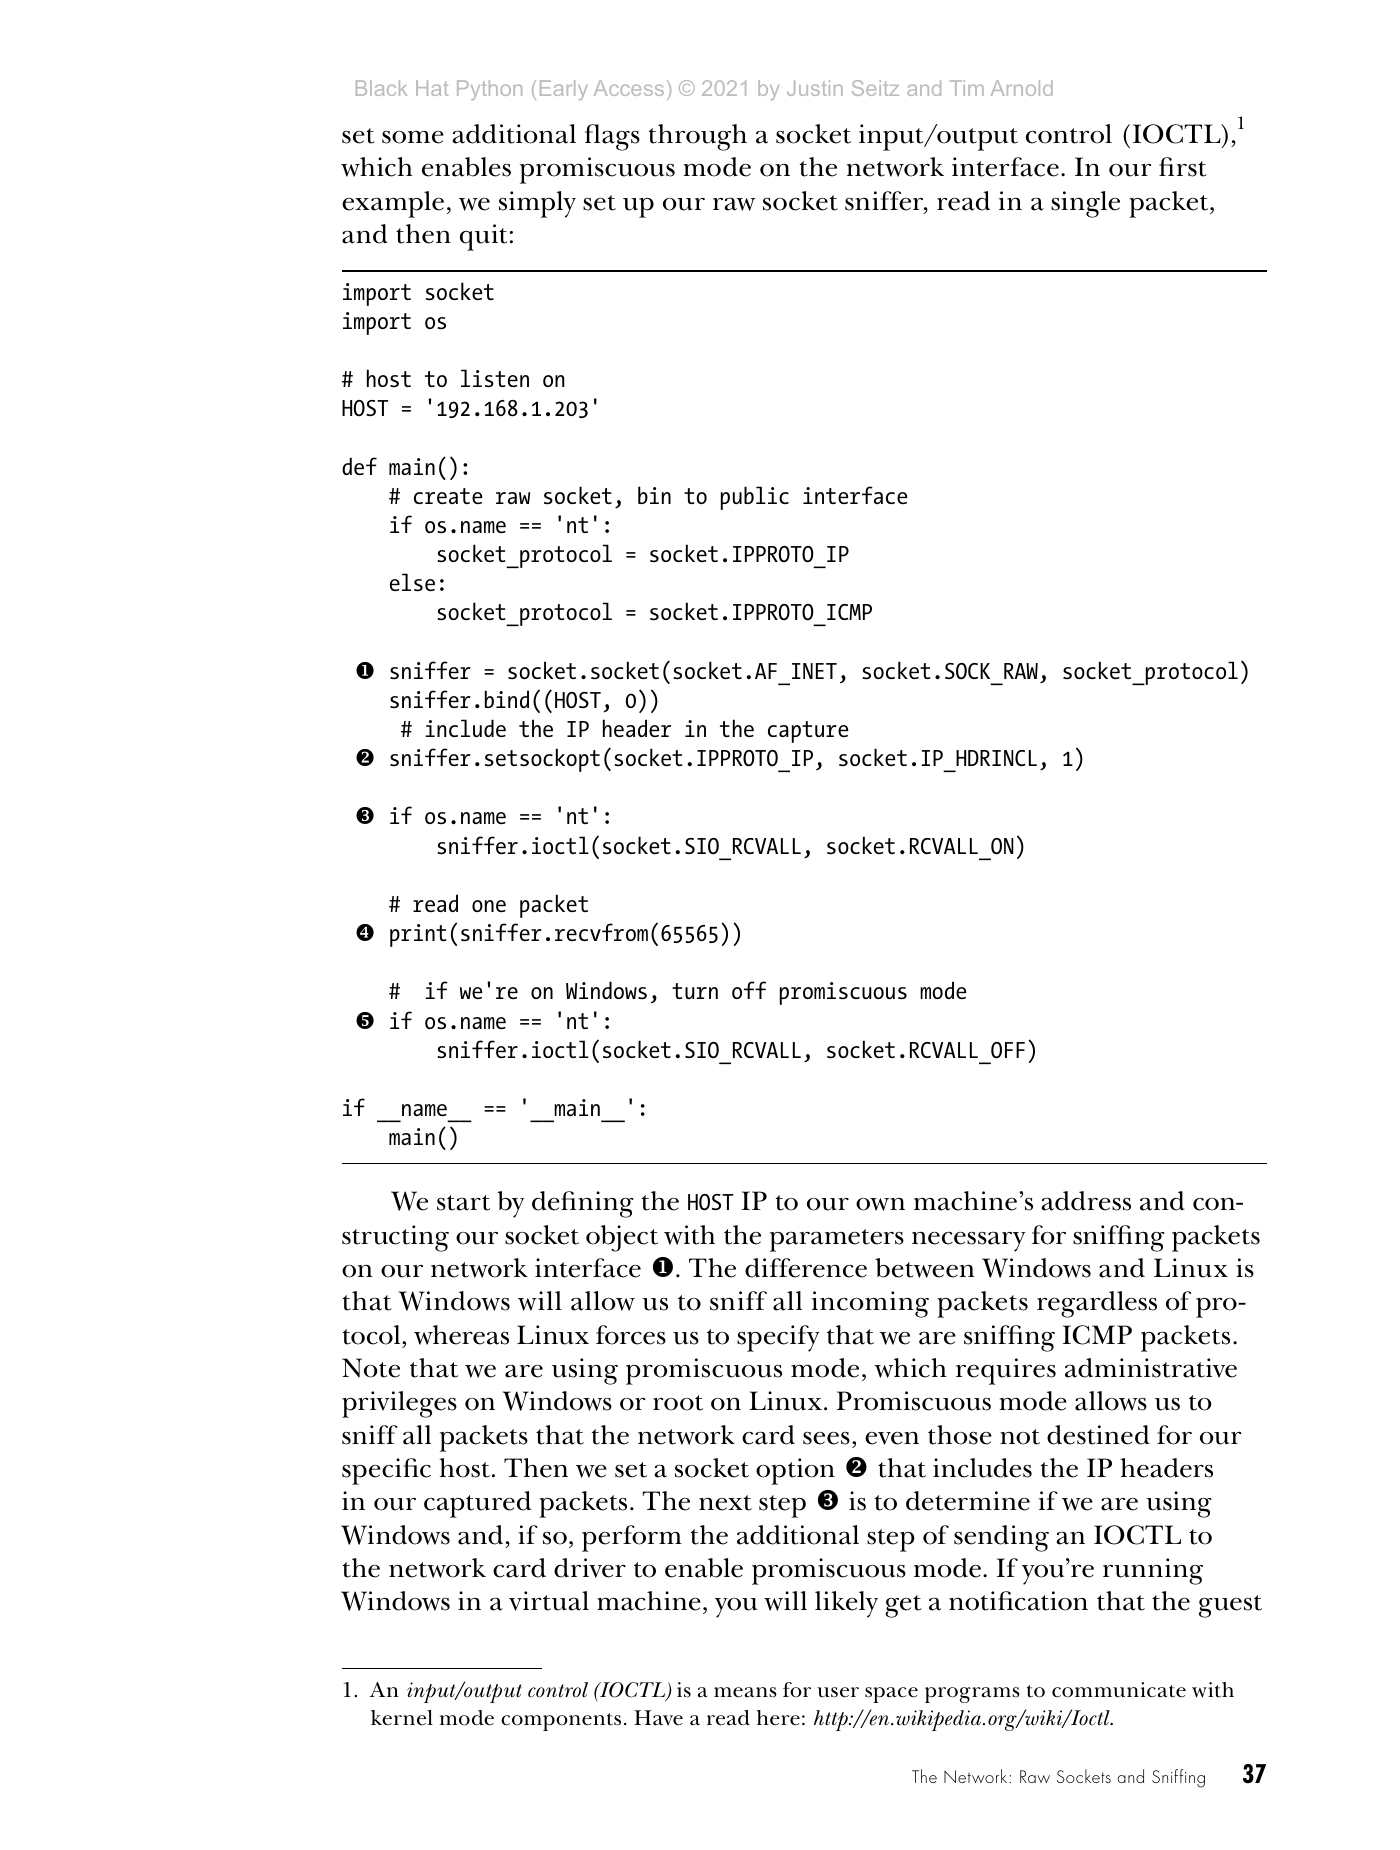 Black Hat Python (Early Access) © 2021 by Justin Seitz and Tim Arnold
set some additional flags through a socket input/output control (IOCTL),1
which enables promiscuous mode on the network interface. In our first
example, we simply set up our raw socket sniffer, read in a single packet,
and then quit:
import socket
import os
# host to listen on
HOST = '192.168.1.203'
def main():
    # create raw socket, bin to public interface
    if os.name == 'nt':
        socket_protocol = socket.IPPROTO_IP
    else:
        socket_protocol = socket.IPPROTO_ICMP
❶ sniffer = socket.socket(socket.AF_INET, socket.SOCK_RAW, socket_protocol)
    sniffer.bind((HOST, 0))
     # include the IP header in the capture
❷ sniffer.setsockopt(socket.IPPROTO_IP, socket.IP_HDRINCL, 1)
❸ if os.name == 'nt':
        sniffer.ioctl(socket.SIO_RCVALL, socket.RCVALL_ON)
    # read one packet
❹ print(sniffer.recvfrom(65565))
    #  if we're on Windows, turn off promiscuous mode
❺ if os.name == 'nt':
        sniffer.ioctl(socket.SIO_RCVALL, socket.RCVALL_OFF)
if __name__ == '__main__':
    main()
We start by defining the HOST IP to our own machine’s address and con-
structing our socket object with the parameters necessary for sniffing packets
on our network interface ❶. The difference between Windows and Linux is
that Windows will allow us to sniff all incoming packets regardless of pro-
tocol, whereas Linux forces us to specify that we are sniffing ICMP packets.
Note that we are using promiscuous mode, which requires administrative
privileges on Windows or root on Linux. Promiscuous mode allows us to
sniff all packets that the network card sees, even those not destined for our
specific host. Then we set a socket option ❷ that includes the IP headers
in our captured packets. The next step ❸ is to determine if we are using
Windows and, if so, perform the additional step of sending an IOCTL to
the network card driver to enable promiscuous mode. If you’re running
Windows in a virtual machine, you will likely get a notification that the guest
1. An input/output control (IOCTL) is a means for user space programs to communicate with
kernel mode components. Have a read here: http://en.wikipedia.org/wiki/Ioctl.
The Network: Raw Sockets and Sniffing 37